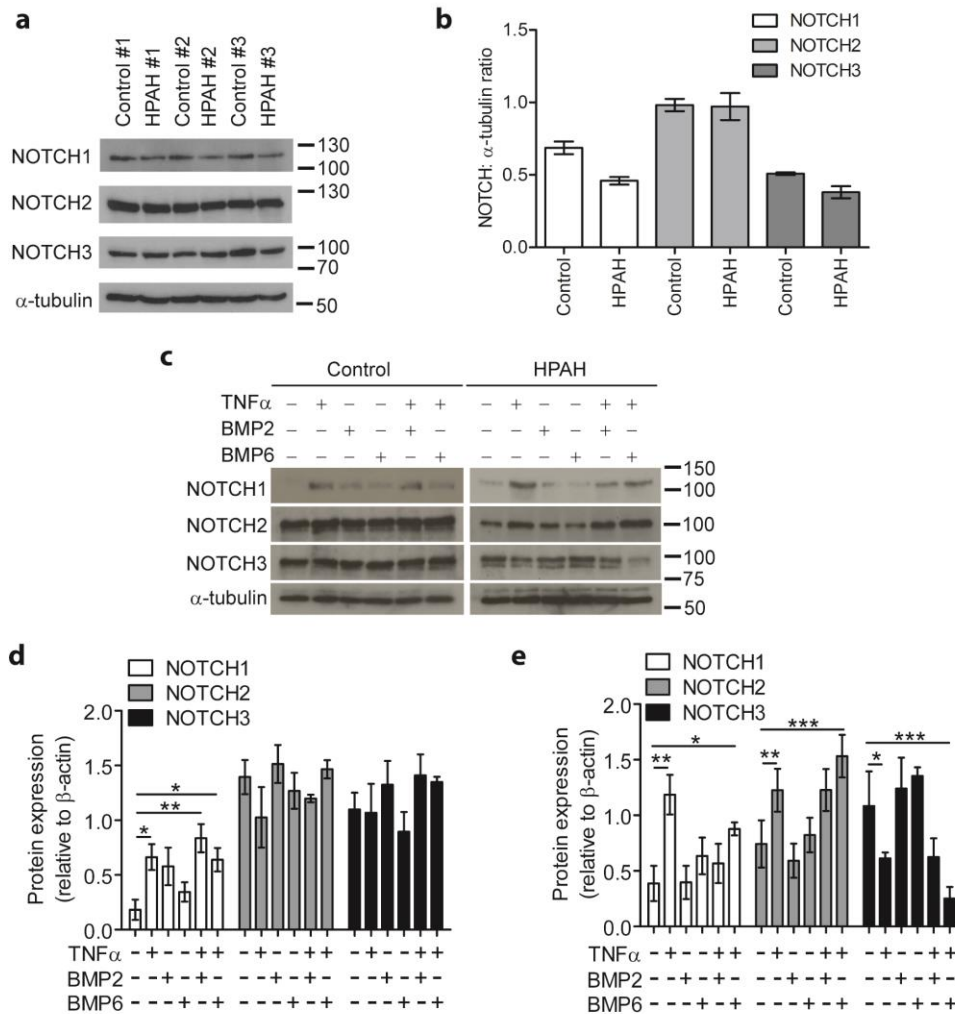 a
Control #1
HPAH #1
Control #2
HPAH #2
Control #3
HPAH #3
NOTCH1
130
100
NOTCH2
130
NOTCH3
100
70
α-tubulin
50
b
NOTCH: α-tubulin ratio
1.5
1.0
0.5
0.0
NOTCH1
NOTCH2
NOTCH3
Control
HPAH
Control
HPAH
Control
HPAH
c
Control HPAH
TNFα – + – – + + – + – – + +
BMP2 – – + – + – – – + – + –
BMP6 – – – + – + – – – + – +
NOTCH1
150
100
NOTCH2
100
NOTCH3
100
75
α-tubulin
50
d
NOTCH1
NOTCH2
NOTCH3
Protein expression
(relative to β-actin)
2.0
1.5
1.0
0.5
0.0
*
**
*
TNFα - + - - + + - + - - + + - + - - + +
BMP2 - - + - + - - - + - + - - - + - + -
BMP6 - - - + - + - - - + - + - - - + - +
e
NOTCH1
NOTCH2
NOTCH3
Protein expression
(relative to β-actin)
2.0
1.5
1.0
0.5
0.0
*
**
***
**
***
*
TNFα - + - - + + - + - - + + - + - - + +
BMP2 - - + - + - - - + - + - - - + - + -
BMP6 - - - + - + - - - + - + - - - + - +